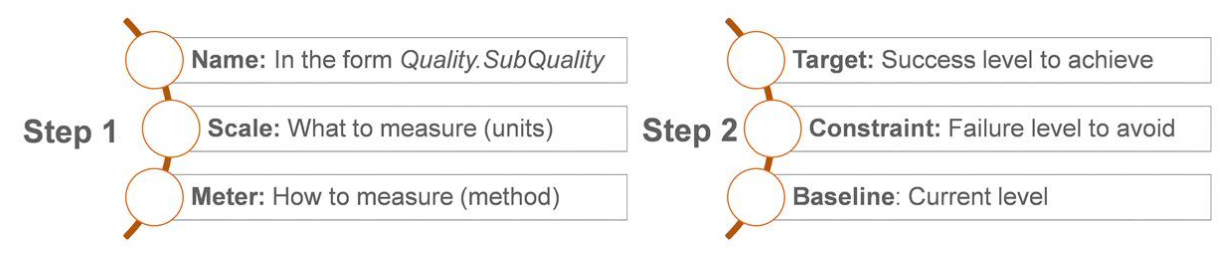 Step 1
Name: In the form Quality.SubQuality
Scale: What to measure (units)
Meter: How to measure (method)
Step 2
Target: Success level to achieve
Constraint: Failure level to avoid
Baseline: Current level